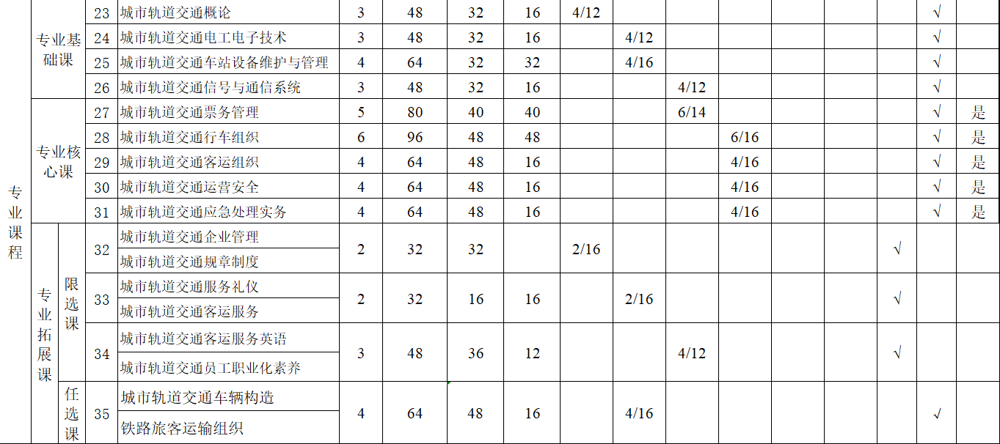 专业课程
专业基础课
23 城市轨道交通概论 3 48 32 16 4/12 √
24 城市轨道交通电工电子技术 3 48 32 16 4/12 √
25 城市轨道交通车站设备维护与管理 4 64 32 32 4/16 √
26 城市轨道交通信号与通信系统 3 48 32 16 4/12 √
专业核心课
27 城市轨道交通票务管理 5 80 40 40 6/14 √ 是
28 城市轨道交通行车组织 6 96 48 48 6/16 √ 是
29 城市轨道交通客运组织 4 64 48 16 4/16 √ 是
30 城市轨道交通运营安全 4 64 48 16 4/16 √ 是
31 城市轨道交通应急处理实务 4 64 48 16 4/16 √ 是
专业拓展课
限选课
32 城市轨道交通企业管理 2 32 32 2/16 √
城市轨道交通规章制度
33 城市轨道交通服务礼仪 2 32 16 16 2/16 √
城市轨道交通客运服务
34 城市轨道交通客运服务英语 3 48 36 12 4/12 √
城市轨道交通员工职业化素养
任选课
35 城市轨道交通车辆构造 4 64 48 16 4/16 √
铁路旅客运输组织